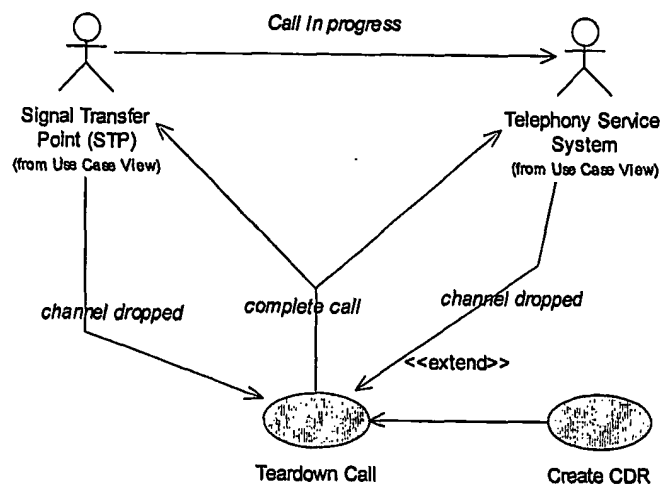 Call In progress
Signal Transfer
Point (STP)
(from Use Case View)
Telephony Service
System
(from Use Case View)
channel dropped
complete call
channel dropped
<<extend>>
Teardown Call
Create CDR